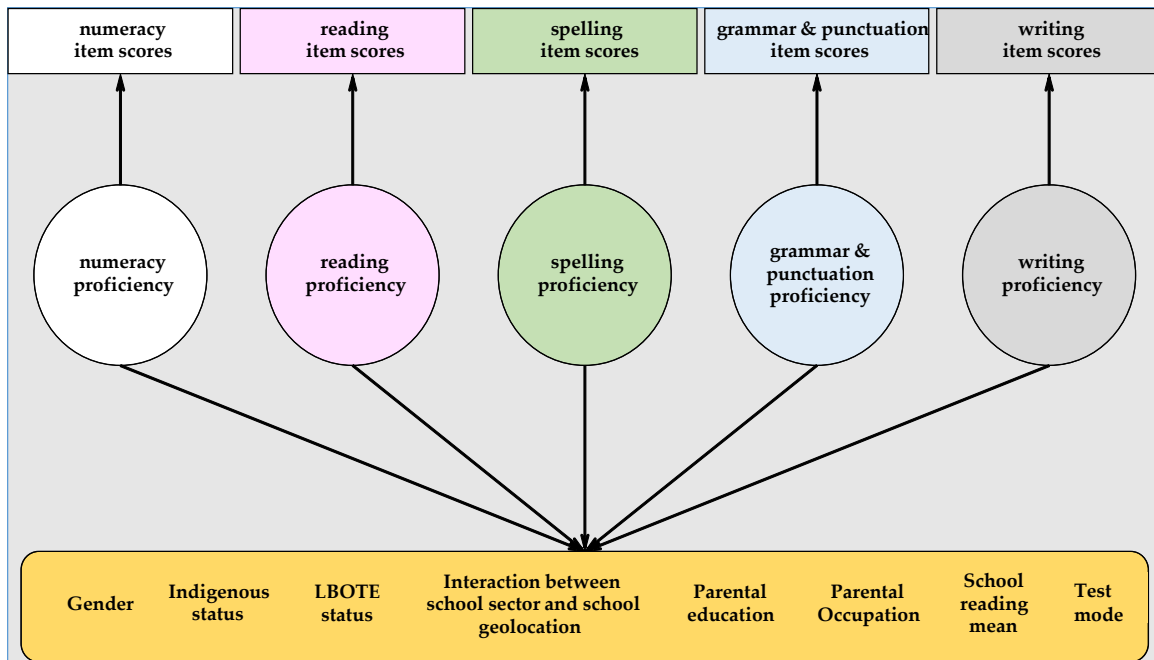 numeracy
item scores
reading
item scores
spelling
item scores
grammar & punctuation
item scores
writing
item scores
numeracy
proficiency
reading
proficiency
spelling
proficiency
grammar &
punctuation
proficiency
writing
proficiency
Gender
Indigenous
status
LBOTE
status
Interaction between
school sector and school
geolocation
Parental
education
Parental
Occupation
School
reading
mean
Test
mode